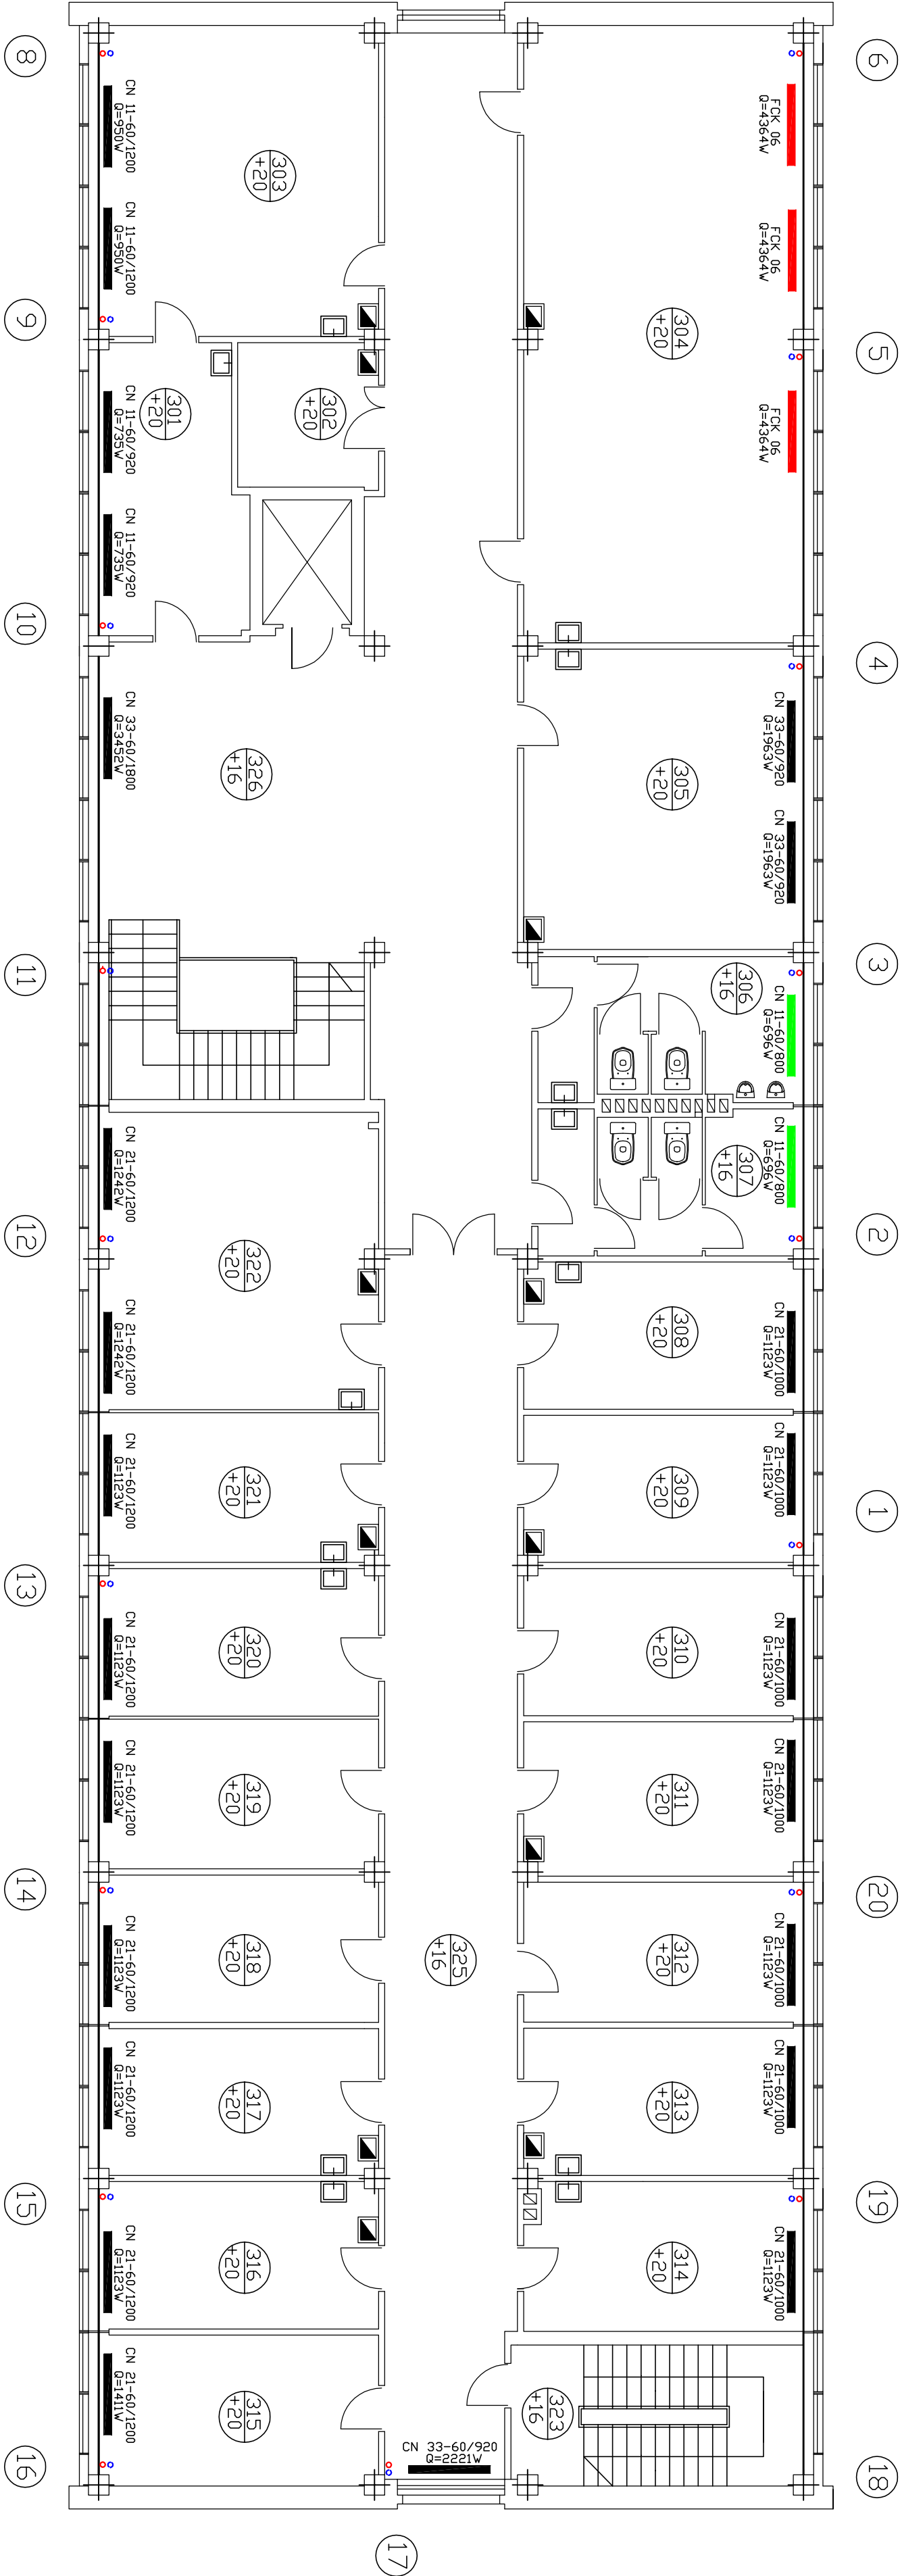 8
6
CN 11-60/1200
Q=950W
303
+20
FCK 06
Q=4364W
CN 11-60/1200
Q=950W
FCK 06
Q=4364W
9
5
304
+20
301
+20
302
+20
CN 11-60/920
Q=735W
FCK 06
Q=4364W
CN 11-60/920
Q=735W
10
4
CN 33-60/1800
Q=3452W
326
+16
305
+20
CN 33-60/920
Q=1963W
CN 33-60/920
Q=1963W
11
3
306
+16
CN 11-60/800
Q=696W
307
+16
CN 11-60/800
Q=696W
CN 21-60/1200
Q=1242W
12
2
322
+20
CN 21-60/1200
Q=1242W
308
+20
CN 21-60/1000
Q=1123W
CN 21-60/1200
Q=1123W
321
+20
309
+20
CN 21-60/1000
Q=1123W
1
13
CN 21-60/1200
Q=1123W
320
+20
310
+20
CN 21-60/1000
Q=1123W
CN 21-60/1200
Q=1123W
319
+20
311
+20
CN 21-60/1000
Q=1123W
14
20
CN 21-60/1200
Q=1123W
318
+20
325
+16
312
+20
CN 21-60/1000
Q=1123W
CN 21-60/1200
Q=1123W
317
+20
313
+20
CN 21-60/1000
Q=1123W
15
19
CN 21-60/1200
Q=1123W
316
+20
314
+20
CN 21-60/1000
Q=1123W
CN 21-60/1200
Q=1411W
315
+20
323
+16
CN 33-60/920
Q=2221W
16
18
17